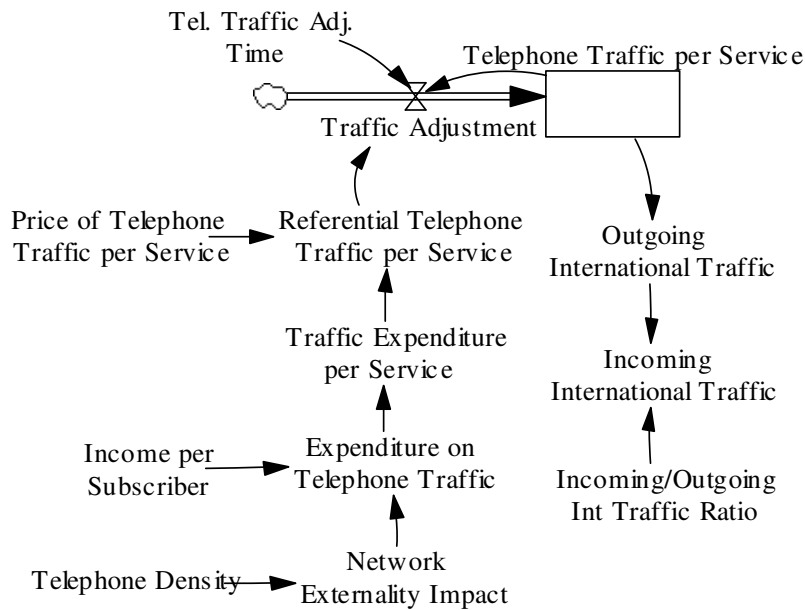 Tel. Traffic Adj.
Time
Telephone Traffic per Service
Traffic Adjustment
Price of Telephone
Traffic per Service
Referential Telephone
Traffic per Service
Outgoing
International Traffic
Traffic Expenditure
per Service
Incoming
International Traffic
Income per
Subscriber
Expenditure on
Telephone Traffic
Incoming/Outgoing
Int Traffic Ratio
Telephone Density
Network
Externality Impact